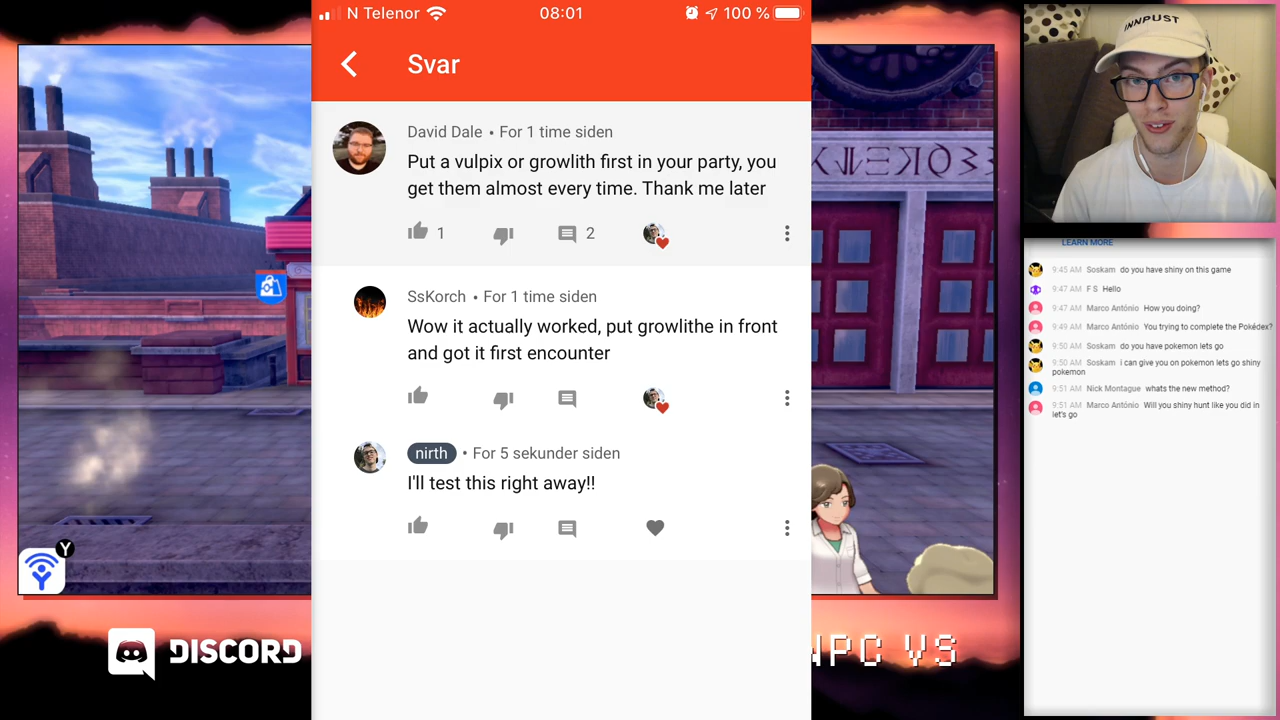 N Telenor
08:01
100 %
Svar
David Dale • For 1 time siden
Put a vulpix or growlith first in your party, you
get them almost every time. Thank me later
1
2
SsKorch • For 1 time siden
Wow it actually worked, put growlithe in front
and got it first encounter
nirth • For 5 sekunder siden
I'll test this right away!!
Y
DISCORD
NPC VS
INNPUST
LEARN MORE
9:45 AM Soskam do you have shiny on this game
9:47 AM F S Hello
9:47 AM Marco António How you doing?
9:49 AM Marco António You trying to complete the Pokédex?
9:50 AM Soskam do you have pokemon lets go
9:50 AM Soskam i can give you on pokemon lets go shiny
pokemon
9:51 AM Nick Montague whats the new method?
9:51 AM Marco António Will you shiny hunt like you did in
let's go